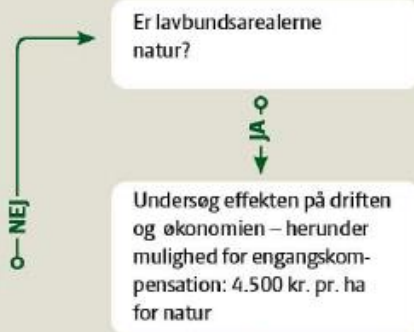 Er lavbundsarealerne
natur?
JA
NEJ
Undersøg effekten på driften
og økonomien – herunder
mulighed for engangskom-
pensation: 4.500 kr. pr. ha
for natur